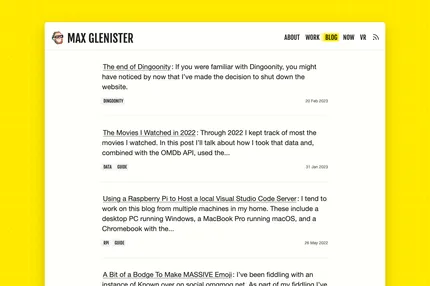 MAX GLENISTER
ABOUT WORK BLOG NOW VR
The end of Dingoonity: If you were familiar with Dingoonity, you might
have noticed by now that I've made the decision to shut down the
website.
DINGOONITY 22 Feb 2023
The Movies I Watched in 2022: Through 2022 I kept track of most the
movies I watched. In this post I'll talk about how I took that data and,
combined with the OMDb API, used the...
DATA GUIDE 31 Jan 2023
Using a Raspberry Pi to Host a local Visual Studio Code Server: I tend to
work on this blog from multiple machines in my home. These include a
desktop PC running Windows, a MacBook Pro running macOS, and a
Chromebook with the...
RPI GUIDE 26 May 2022
A Bit of a Bodge To Make MASSIVE Emoji: I've been fiddling with an
instance of Known over on social.omgmog.net. As part of my fiddling I've